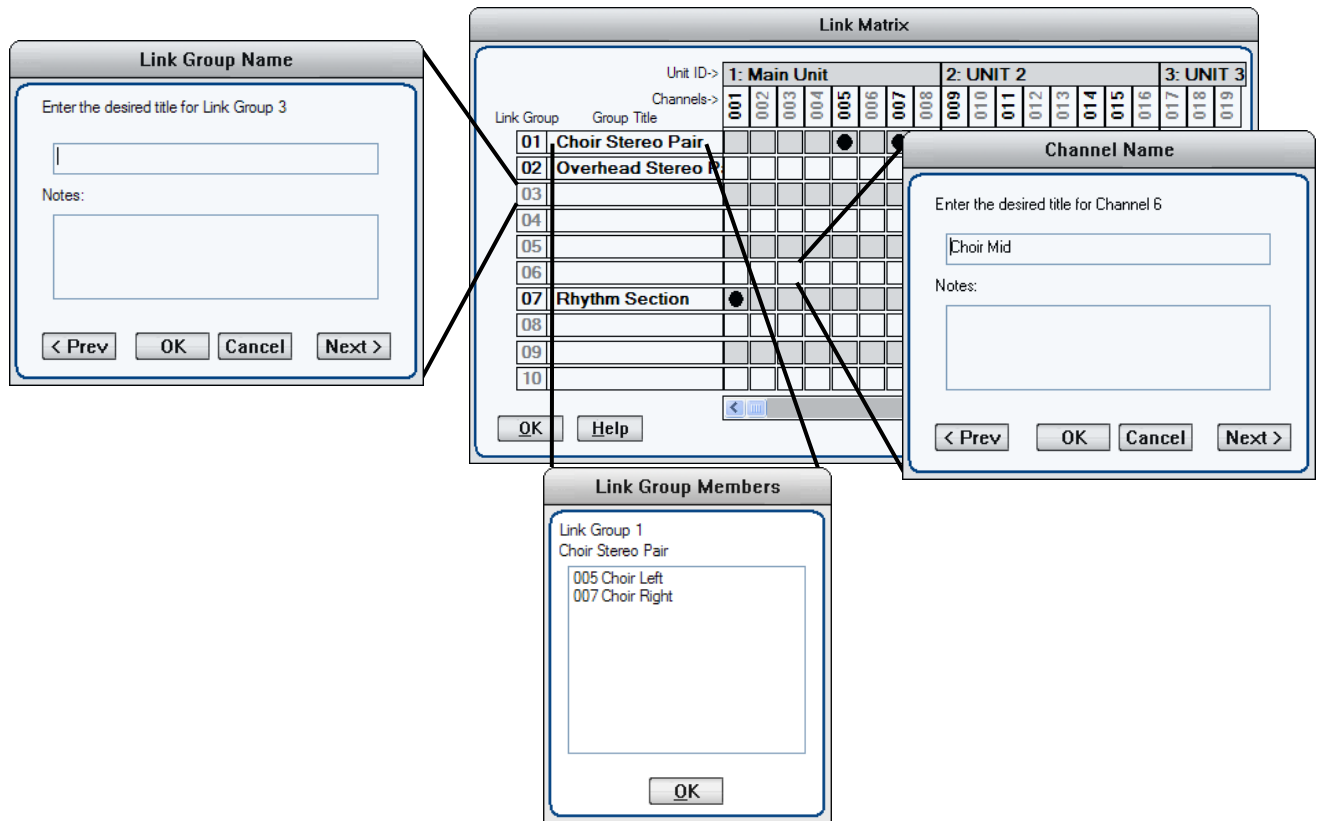 Link Group Name
Enter the desired title for Link Group 3
Notes:
< Prev OK Cancel Next >
Link Matrix
Unit ID-> 1: Main Unit 2: UNIT 2 3: UNIT 3
Channels-> 001 002 003 004 005 006 007 008 009 010 011 012 013 014 015 016 017 018 019
Link Group Group Title
01 Choir Stereo Pair
02 Overhead Stereo
03
04
05
06
07 Rhythm Section
08
09
10
OK Help
Channel Name
Enter the desired title for Channel 6
Choir Mid
Notes:
< Prev OK Cancel Next >
Link Group Members
Link Group 1
Choir Stereo Pair
005 Choir Left
007 Choir Right
OK